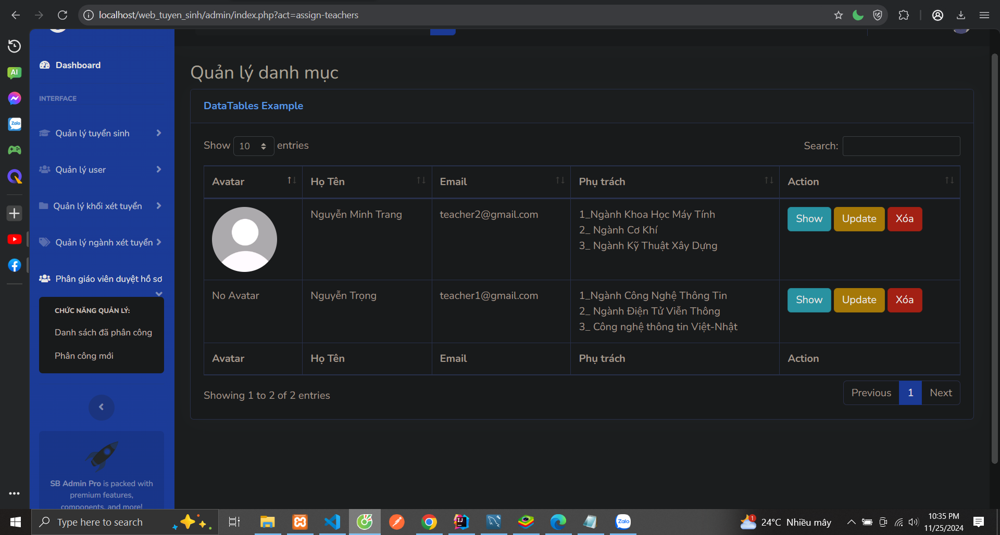 localhost/web_tuyen_sinh/admin/index.php?act=assign-teachers
AI
Zalo
Dashboard
INTERFACE
Quản lý tuyển sinh
Quản lý user
Quản lý khối xét tuyển
Quản lý ngành xét tuyển
Phân giáo viên duyệt hồ sơ
CHỨC NĂNG QUẢN LÝ:
Danh sách đã phân công
Phân công mới
SB Admin Pro is packed with
premium features,
components, and more!
Quản lý danh mục
DataTables Example
Show 10 entries
Search:
Avatar Họ Tên Email Phụ trách Action
Nguyễn Minh Trang teacher2@gmail.com 1_Ngành Khoa Học Máy Tính Show Update Xóa
2_ Ngành Cơ Khí
3_ Ngành Kỹ Thuật Xây Dựng
No Avatar Nguyễn Trọng teacher1@gmail.com 1_Ngành Công Nghệ Thông Tin Show Update Xóa
2_ Ngành Điện Tử Viễn Thông
3_ Công nghệ thông tin Việt-Nhật
Avatar Họ Tên Email Phụ trách Action
Showing 1 to 2 of 2 entries
Previous 1 Next
Type here to search
IJ
Zalo
1
24°C Nhiều mây
10:35 PM
11/25/2024